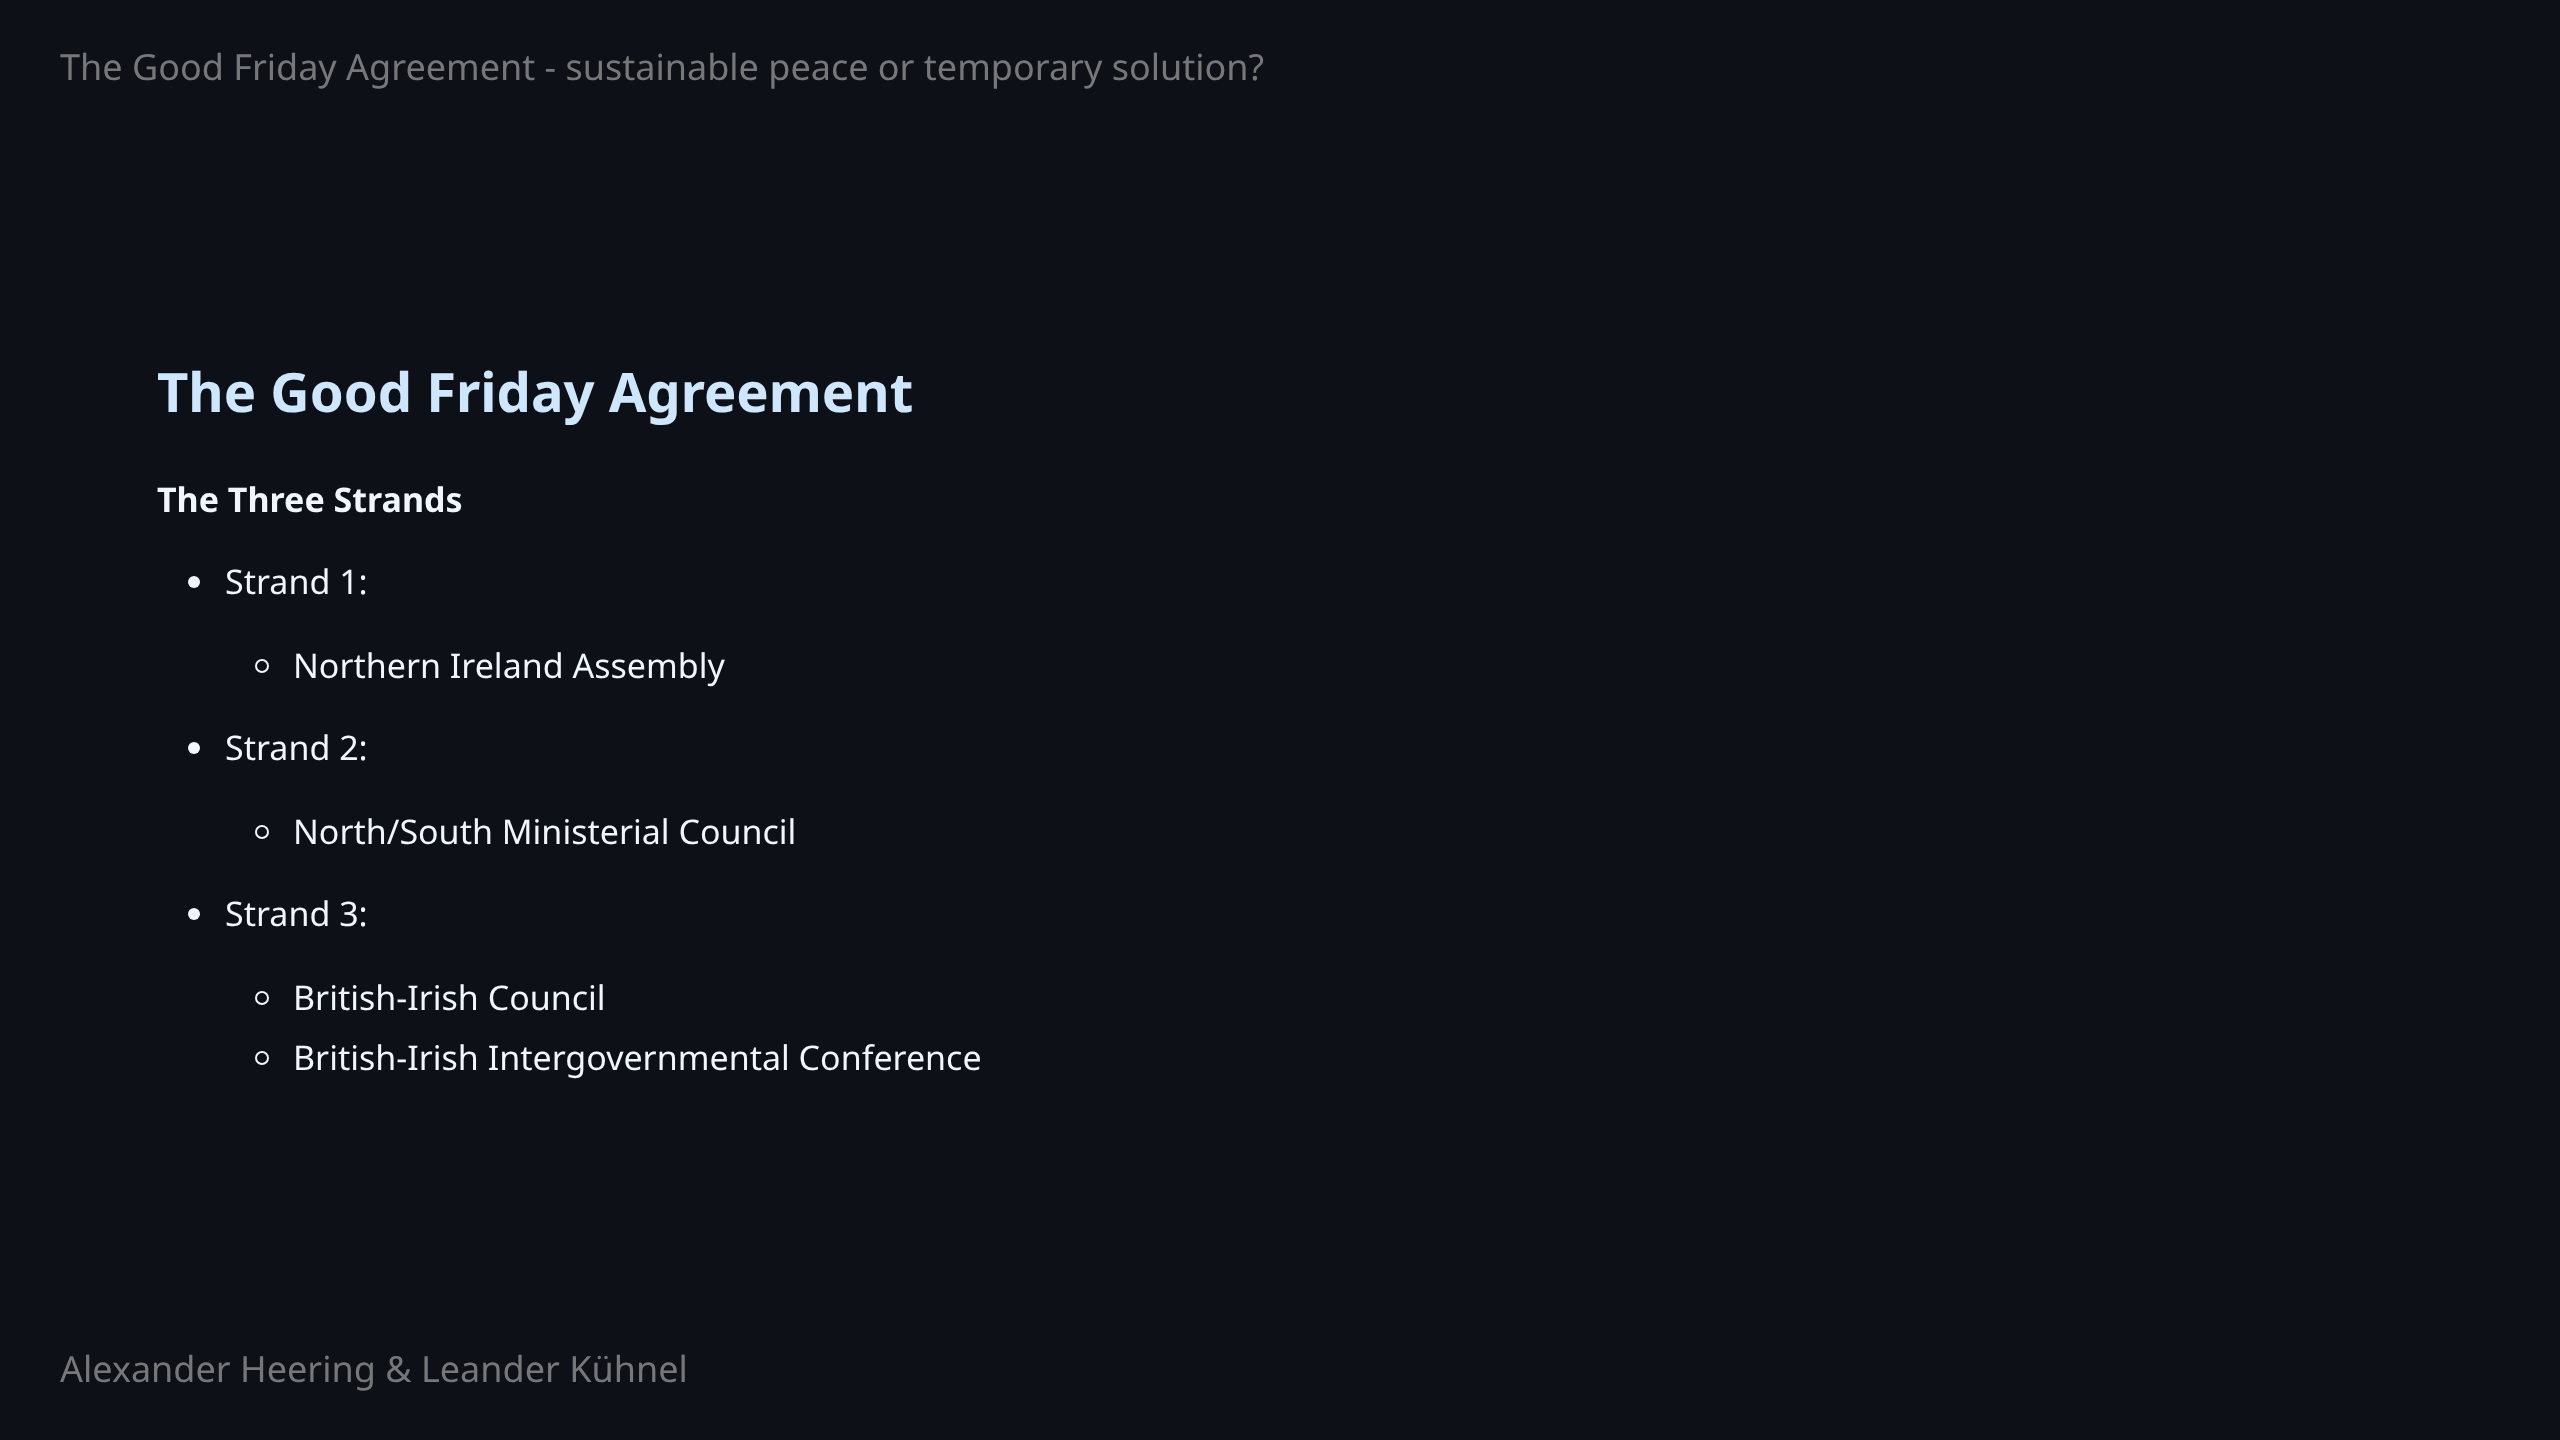 The Good Friday Agreement - sustainable peace or temporary solution?
The Good Friday Agreement
The Three Strands
Strand 1:
Northern Ireland Assembly
Strand 2:
North/South Ministerial Council
Strand 3:
British-Irish Council
British-Irish Intergovernmental Conference
Alexander Heering & Leander Kühnel